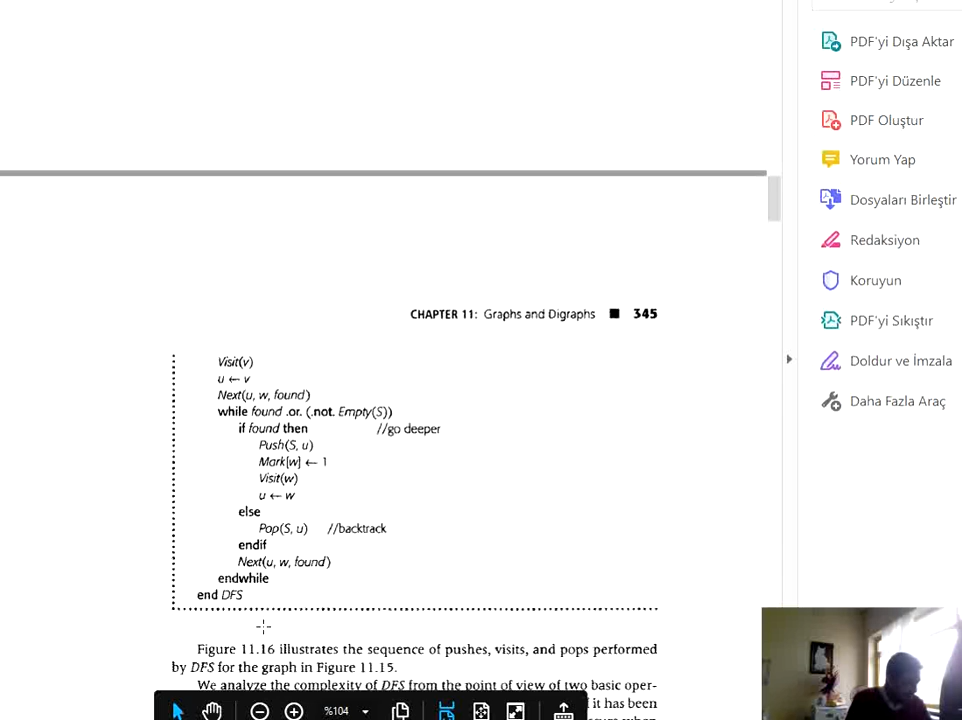 PDF'yi Dışa Aktar
PDF'yi Düzenle
PDF Oluştur
Yorum Yap
Dosyaları Birleştir
Redaksiyon
Koruyun
PDF'yi Sıkıştır
Doldur ve İmzala
Daha Fazla Araç
CHAPTER 11: Graphs and Digraphs ■ 345
Visit(v)
u ← v
Next(u, w, found)
while found .or. (.not. Empty(S))
if found then //go deeper
Push(S, u)
Mark[w] ← 1
Visit(w)
u ← w
else
Pop(S, u) //backtrack
endif
Next(u, w, found)
endwhile
end DFS
Figure 11.16 illustrates the sequence of pushes, visits, and pops performed
by DFS for the graph in Figure 11.15.
We analyze the complexity of DFS from the point of view of two basic oper-
it has been
%104